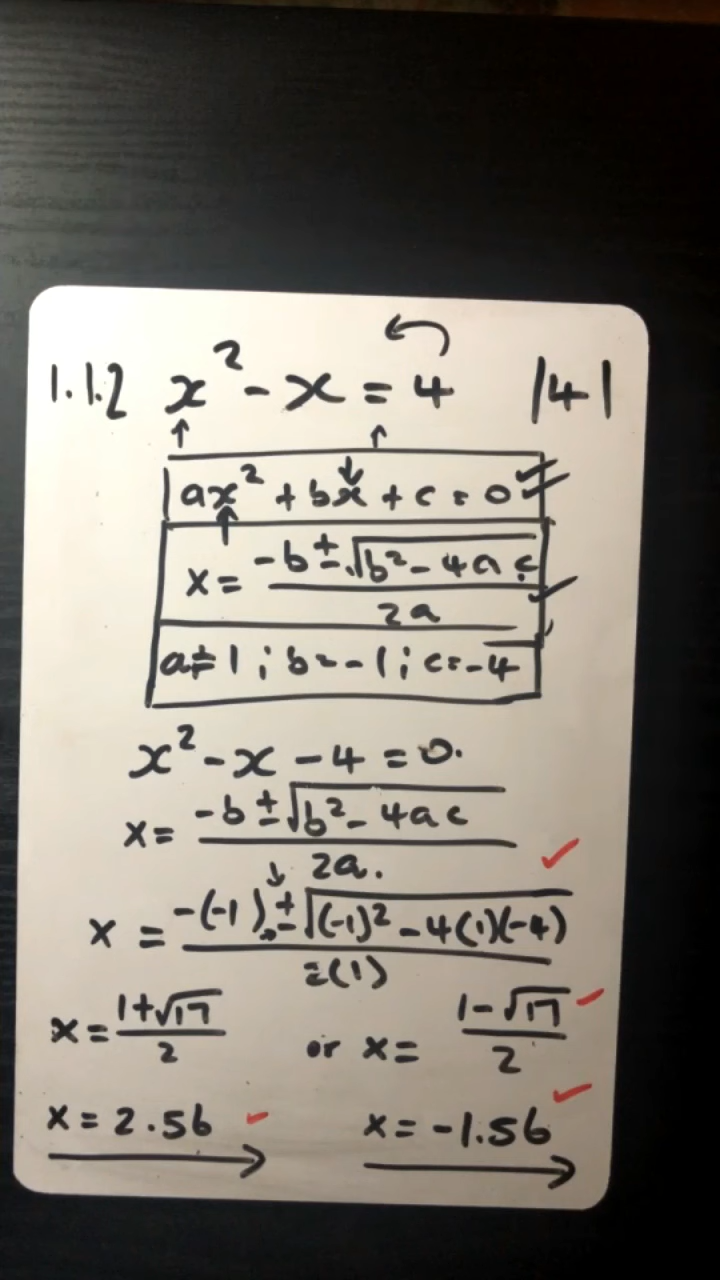 1.1.2 x² - x = 4 |4|
ax² + bx + c = 0
x = -b ± √b² - 4ac
2a
a = 1 ; b = -1 ; c = -4
x² - x - 4 = 0.
x = -b ± √b² - 4ac
2a.
x = -(-1) ± √(-1)² - 4(1)(-4)
2(1)
x = 1+√17 or x = 1-√17
2 2
x = 2.56 x = -1.56